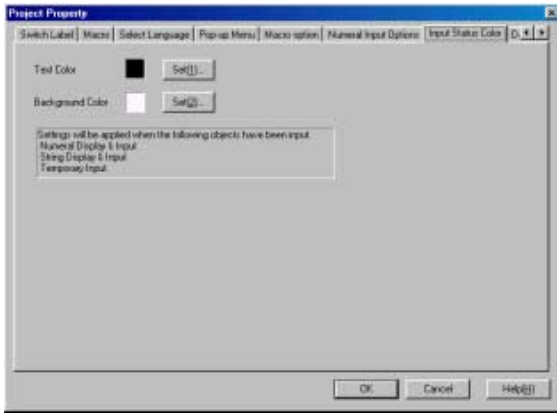 Project Property
Switch Label Macro Select Language Pop-up Menu Macro option Numeral Input Options Input Status Color D
Text Color Set(1)...
Background Color Set(2)...
Settings will be applied when the following objects have been input
Numeral Display & Input
String Display & Input
Temporary Input
OK Cancel Help(H)